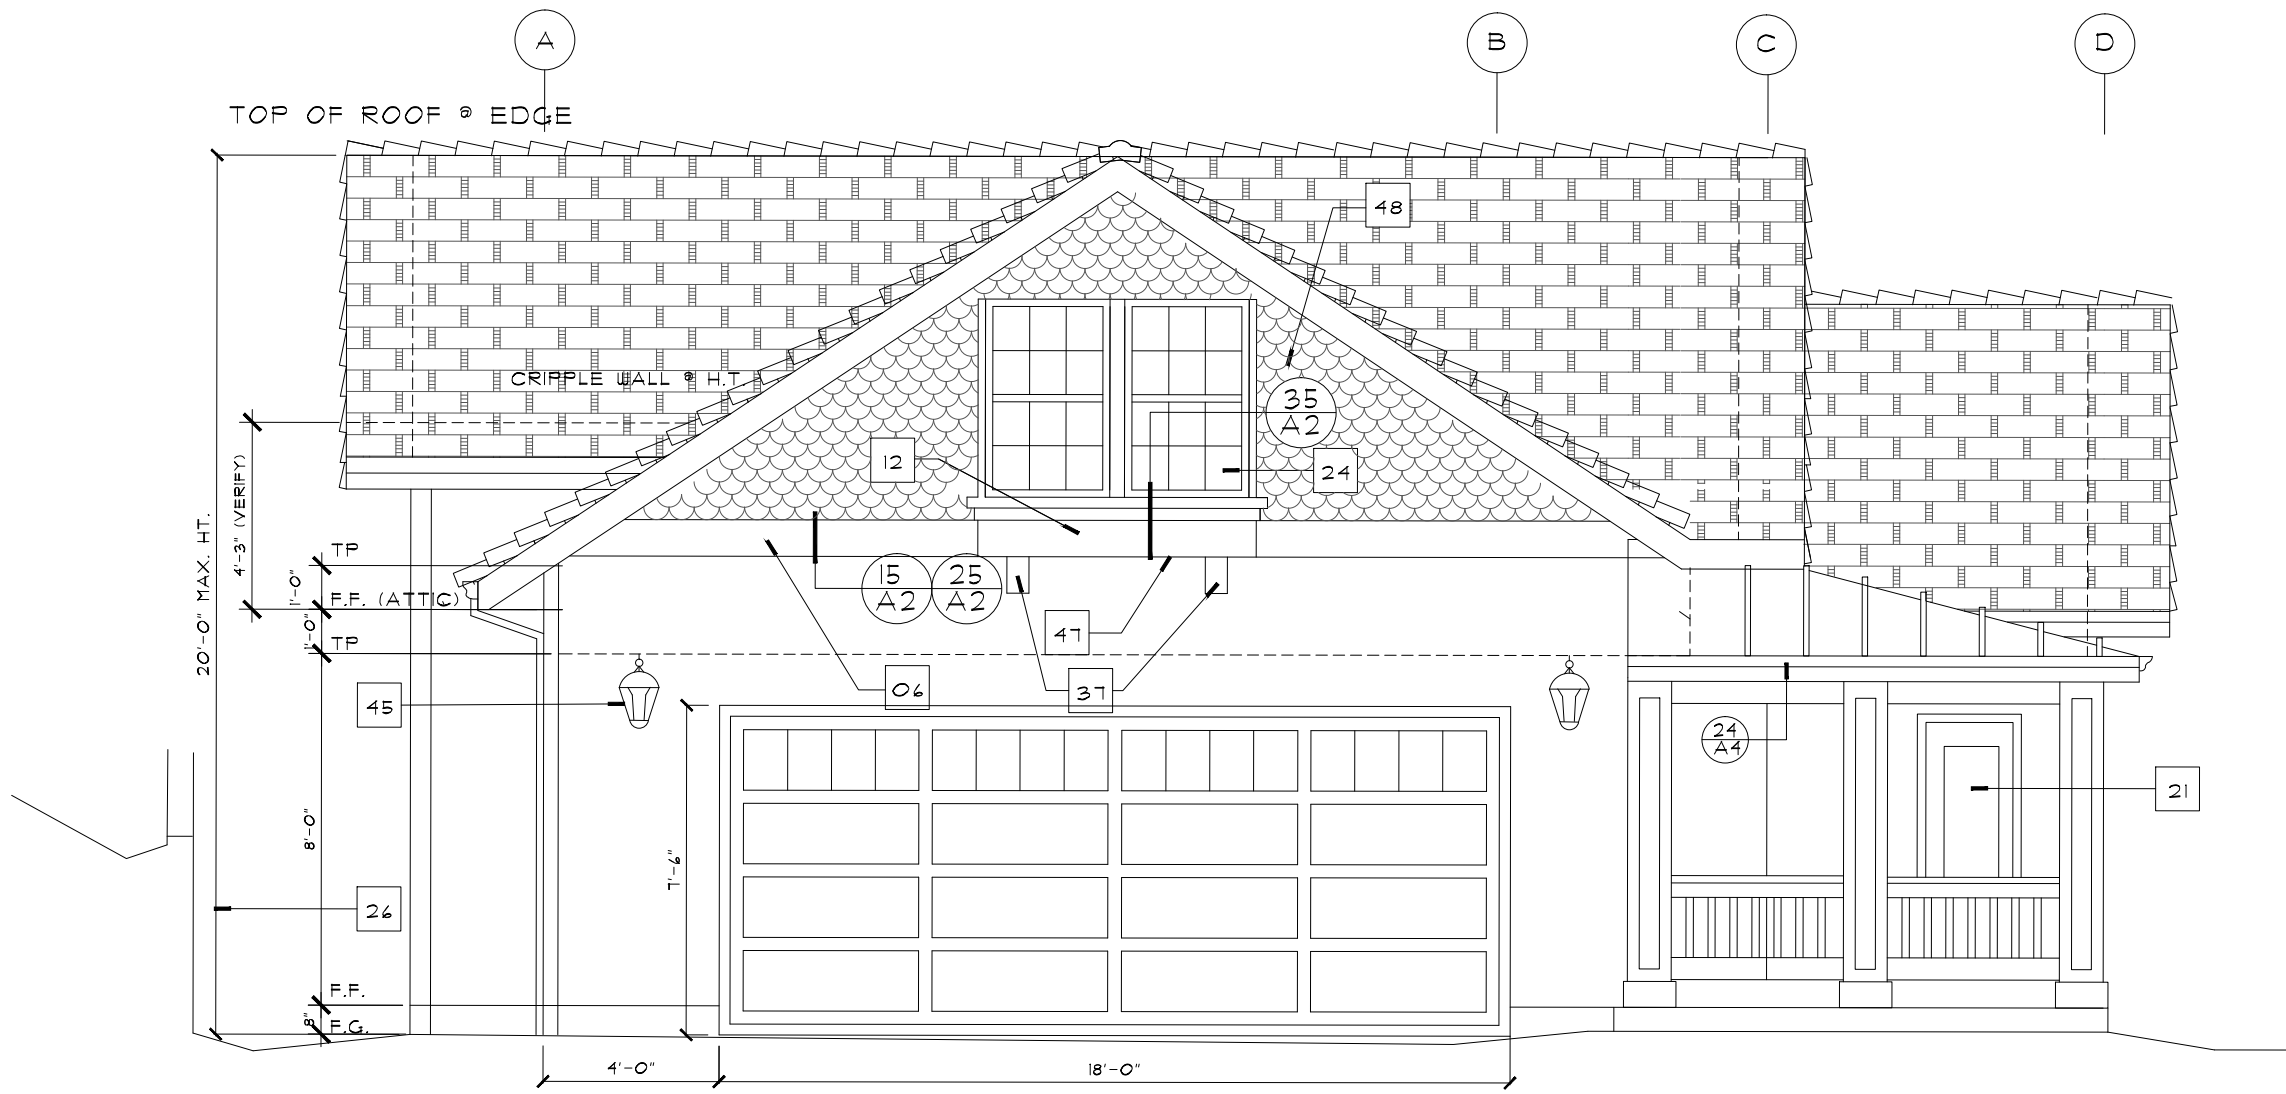 A
B
C
D
TOP OF ROOF @ EDGE
48
CRIPPLE WALL @ H.T.
35
A2
12
24
4'-3" (VERIFY)
20'-0" MAX. HT.
TP
1'-0"
F.F. (ATTIC)
15
A2
25
A2
1'-0"
TP
47
06
37
45
24
A4
21
8'-0"
7'-6"
26
F.F.
8"
F.G.
4'-0"
18'-0"